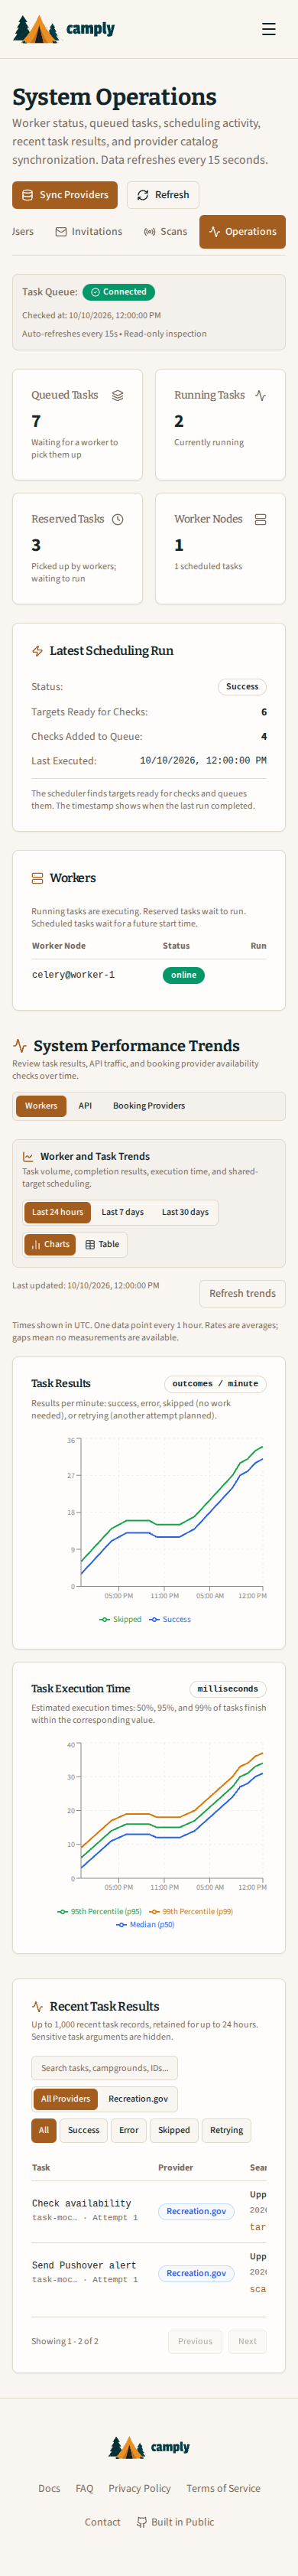 camply
System Operations
Worker status, queued tasks, scheduling activity,
recent task results, and provider catalog
synchronization. Data refreshes every 15 seconds.
Sync Providers
Refresh
Users
Invitations
Scans
Operations
Task Queue:
Connected
Checked at: 10/10/2026, 12:00:00 PM
Auto-refreshes every 15s • Read-only inspection
Queued Tasks
7
Waiting for a worker to
pick them up
Running Tasks
2
Currently running
Reserved Tasks
3
Picked up by workers;
waiting to run
Worker Nodes
1
1 scheduled tasks
Latest Scheduling Run
Status:
Success
Targets Ready for Checks:
6
Checks Added to Queue:
4
Last Executed:
10/10/2026, 12:00:00 PM
The scheduler finds targets ready for checks and queues
them. The timestamp shows when the last run completed.
Workers
Running tasks are executing. Reserved tasks wait to run.
Scheduled tasks wait for a future start time.
Worker Node
Status
Run
celery@worker-1
online
System Performance Trends
Review task results, API traffic, and booking provider availability
checks over time.
Workers
API
Booking Providers
Worker and Task Trends
Task volume, completion results, execution time, and shared-
target scheduling.
Last 24 hours
Last 7 days
Last 30 days
Charts
Table
Last updated: 10/10/2026, 12:00:00 PM
Refresh trends
Times shown in UTC. One data point every 1 hour. Rates are averages;
gaps mean no measurements are available.
Task Results
outcomes / minute
Results per minute: success, error, skipped (no work
needed), or retrying (another attempt planned).
36
27
18
9
0
05:00 PM
11:00 PM
05:00 AM
12:00 PM
Skipped
Success
Task Execution Time
milliseconds
Estimated execution times: 50%, 95%, and 99% of tasks finish
within the corresponding value.
40
30
20
10
0
05:00 PM
11:00 PM
05:00 AM
12:00 PM
95th Percentile (p95)
99th Percentile (p99)
Median (p50)
Recent Task Results
Up to 1,000 recent task records, retained for up to 24 hours.
Sensitive task arguments are hidden.
Search tasks, campgrounds, IDs...
All Providers
Recreation.gov
All
Success
Error
Skipped
Retrying
Task
Provider
Sear
Check availability
task-moc… · Attempt 1
Recreation.gov
Upp
2026
tar
Send Pushover alert
task-moc… · Attempt 1
Recreation.gov
Upp
2026
sca
Showing 1 - 2 of 2
Previous
Next
camply
Docs
FAQ
Privacy Policy
Terms of Service
Contact
Built in Public